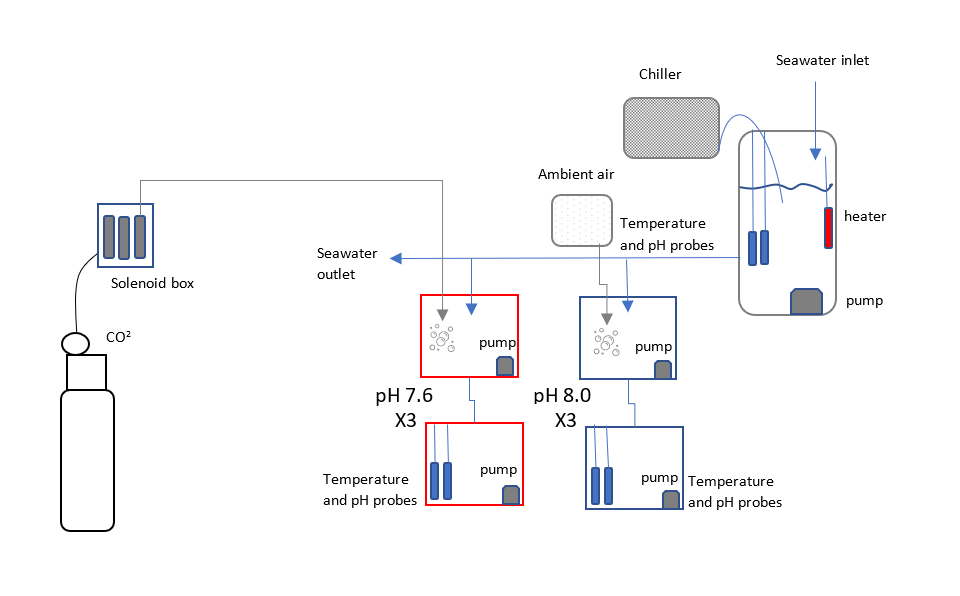 Seawater inlet
Chiller
Ambient air
heater
Temperature
and pH probes
Seawater
outlet
Solenoid box
pump
CO²
pump
pump
pH 7.6
X3
pH 8.0
X3
pump
Temperature
and pH probes
pump
Temperature
and pH probes